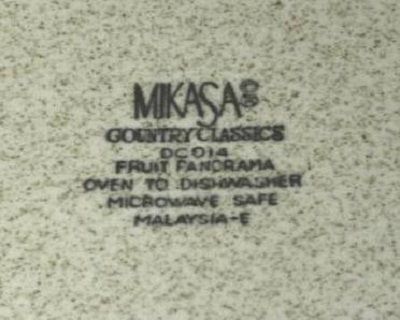 MIKASA®
COUNTRY CLASSICS
DC014
FRUIT PANORAMA
OVEN TO DISHWASHER
MICROWAVE SAFE
MALAYSIA-E